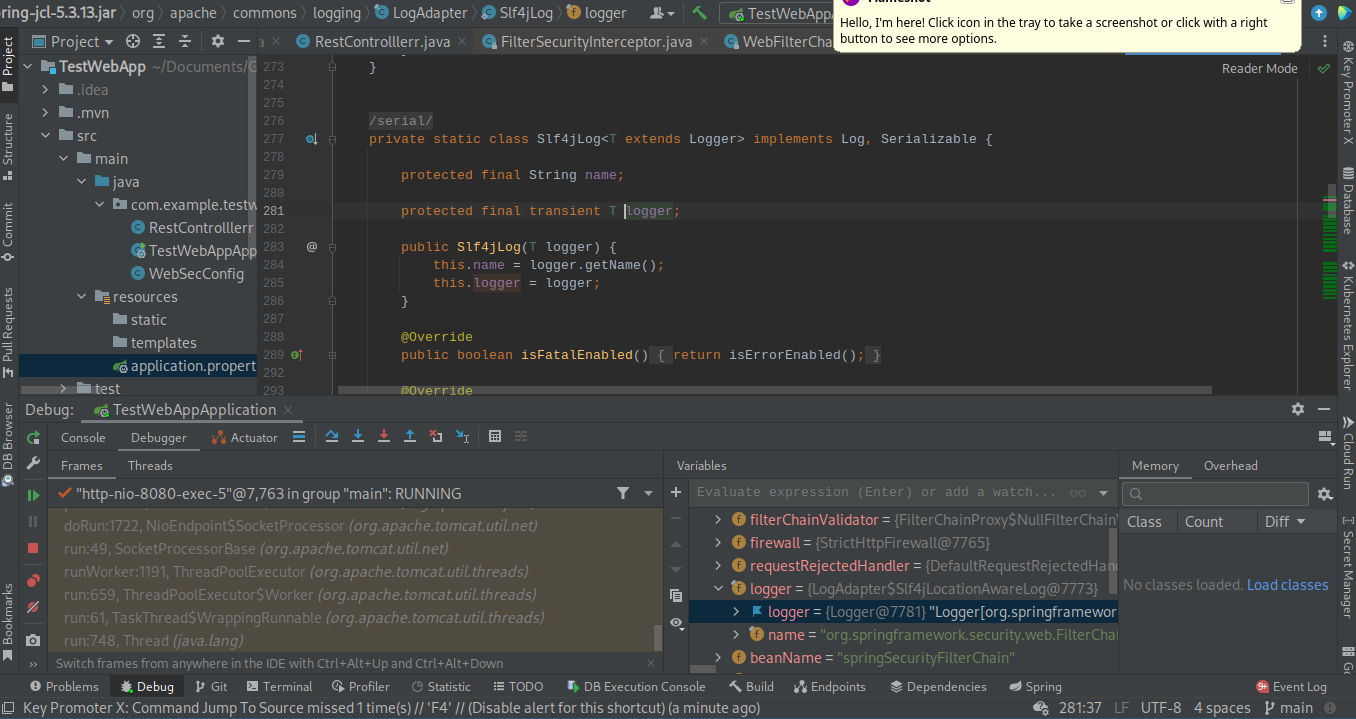 ring-jcl-5.3.13.jar › org › apache › commons › logging › LogAdapter › Slf4jLog › logger
TestWebApp
Hello, I'm here! Click icon in the tray to take a screenshot or click with a right
button to see more options.
Project
RestControlllerr.java
FilterSecurityInterceptor.java
WebFilterCha
TestWebApp ~/Documents/
.idea
.mvn
src
main
java
com.example.testw
RestControlllerr
TestWebAppApp
WebSecConfig
resources
static
templates
application.propert
test
Reader Mode
273 }
274
275
276 /serial/
277 private static class Slf4jLog<T extends Logger> implements Log, Serializable {
278
279 protected final String name;
280
281 protected final transient T logger;
282
283 @ public Slf4jLog(T logger) {
284 this.name = logger.getName();
285 this.logger = logger;
286 }
287
288 @Override
289 public boolean isFatalEnabled() { return isErrorEnabled(); }
292
293 @Override
Project
Structure
Commit
Pull Requests
DB Browser
Bookmarks
Key Promoter X
Database
Kubernetes Explorer
Cloud Run
Secret Manager
Debug: TestWebAppApplication
Console Debugger Actuator
Frames Threads
"http-nio-8080-exec-5"@7,763 in group "main": RUNNING
doRun:1722, NioEndpoint$SocketProcessor (org.apache.tomcat.util.net)
run:49, SocketProcessorBase (org.apache.tomcat.util.net)
runWorker:1191, ThreadPoolExecutor (org.apache.tomcat.util.threads)
run:659, ThreadPoolExecutor$Worker (org.apache.tomcat.util.threads)
run:61, TaskThread$WrappingRunnable (org.apache.tomcat.util.threads)
run:748, Thread (java.lang)
Switch frames from anywhere in the IDE with Ctrl+Alt+Up and Ctrl+Alt+Down
Variables
Evaluate expression (Enter) or add a watch...
filterChainValidator = {FilterChainProxy$NullFilterChain
firewall = {StrictHttpFirewall@7765}
requestRejectedHandler = {DefaultRequestRejectedHan
logger = {LogAdapter$Slf4jLocationAwareLog@7773}
logger = {Logger@7781} "Logger[org.springframewor
name = "org.springframework.security.web.FilterChai
beanName = "springSecurityFilterChain"
Memory Overhead
Class Count Diff
No classes loaded. Load classes
Problems Debug Git Terminal Profiler Statistic TODO DB Execution Console Build Endpoints Dependencies Spring Event Log
Key Promoter X: Command Jump To Source missed 1 time(s) // 'F4' // (Disable alert for this shortcut) (a minute ago) 281:37 LF UTF-8 4 spaces main